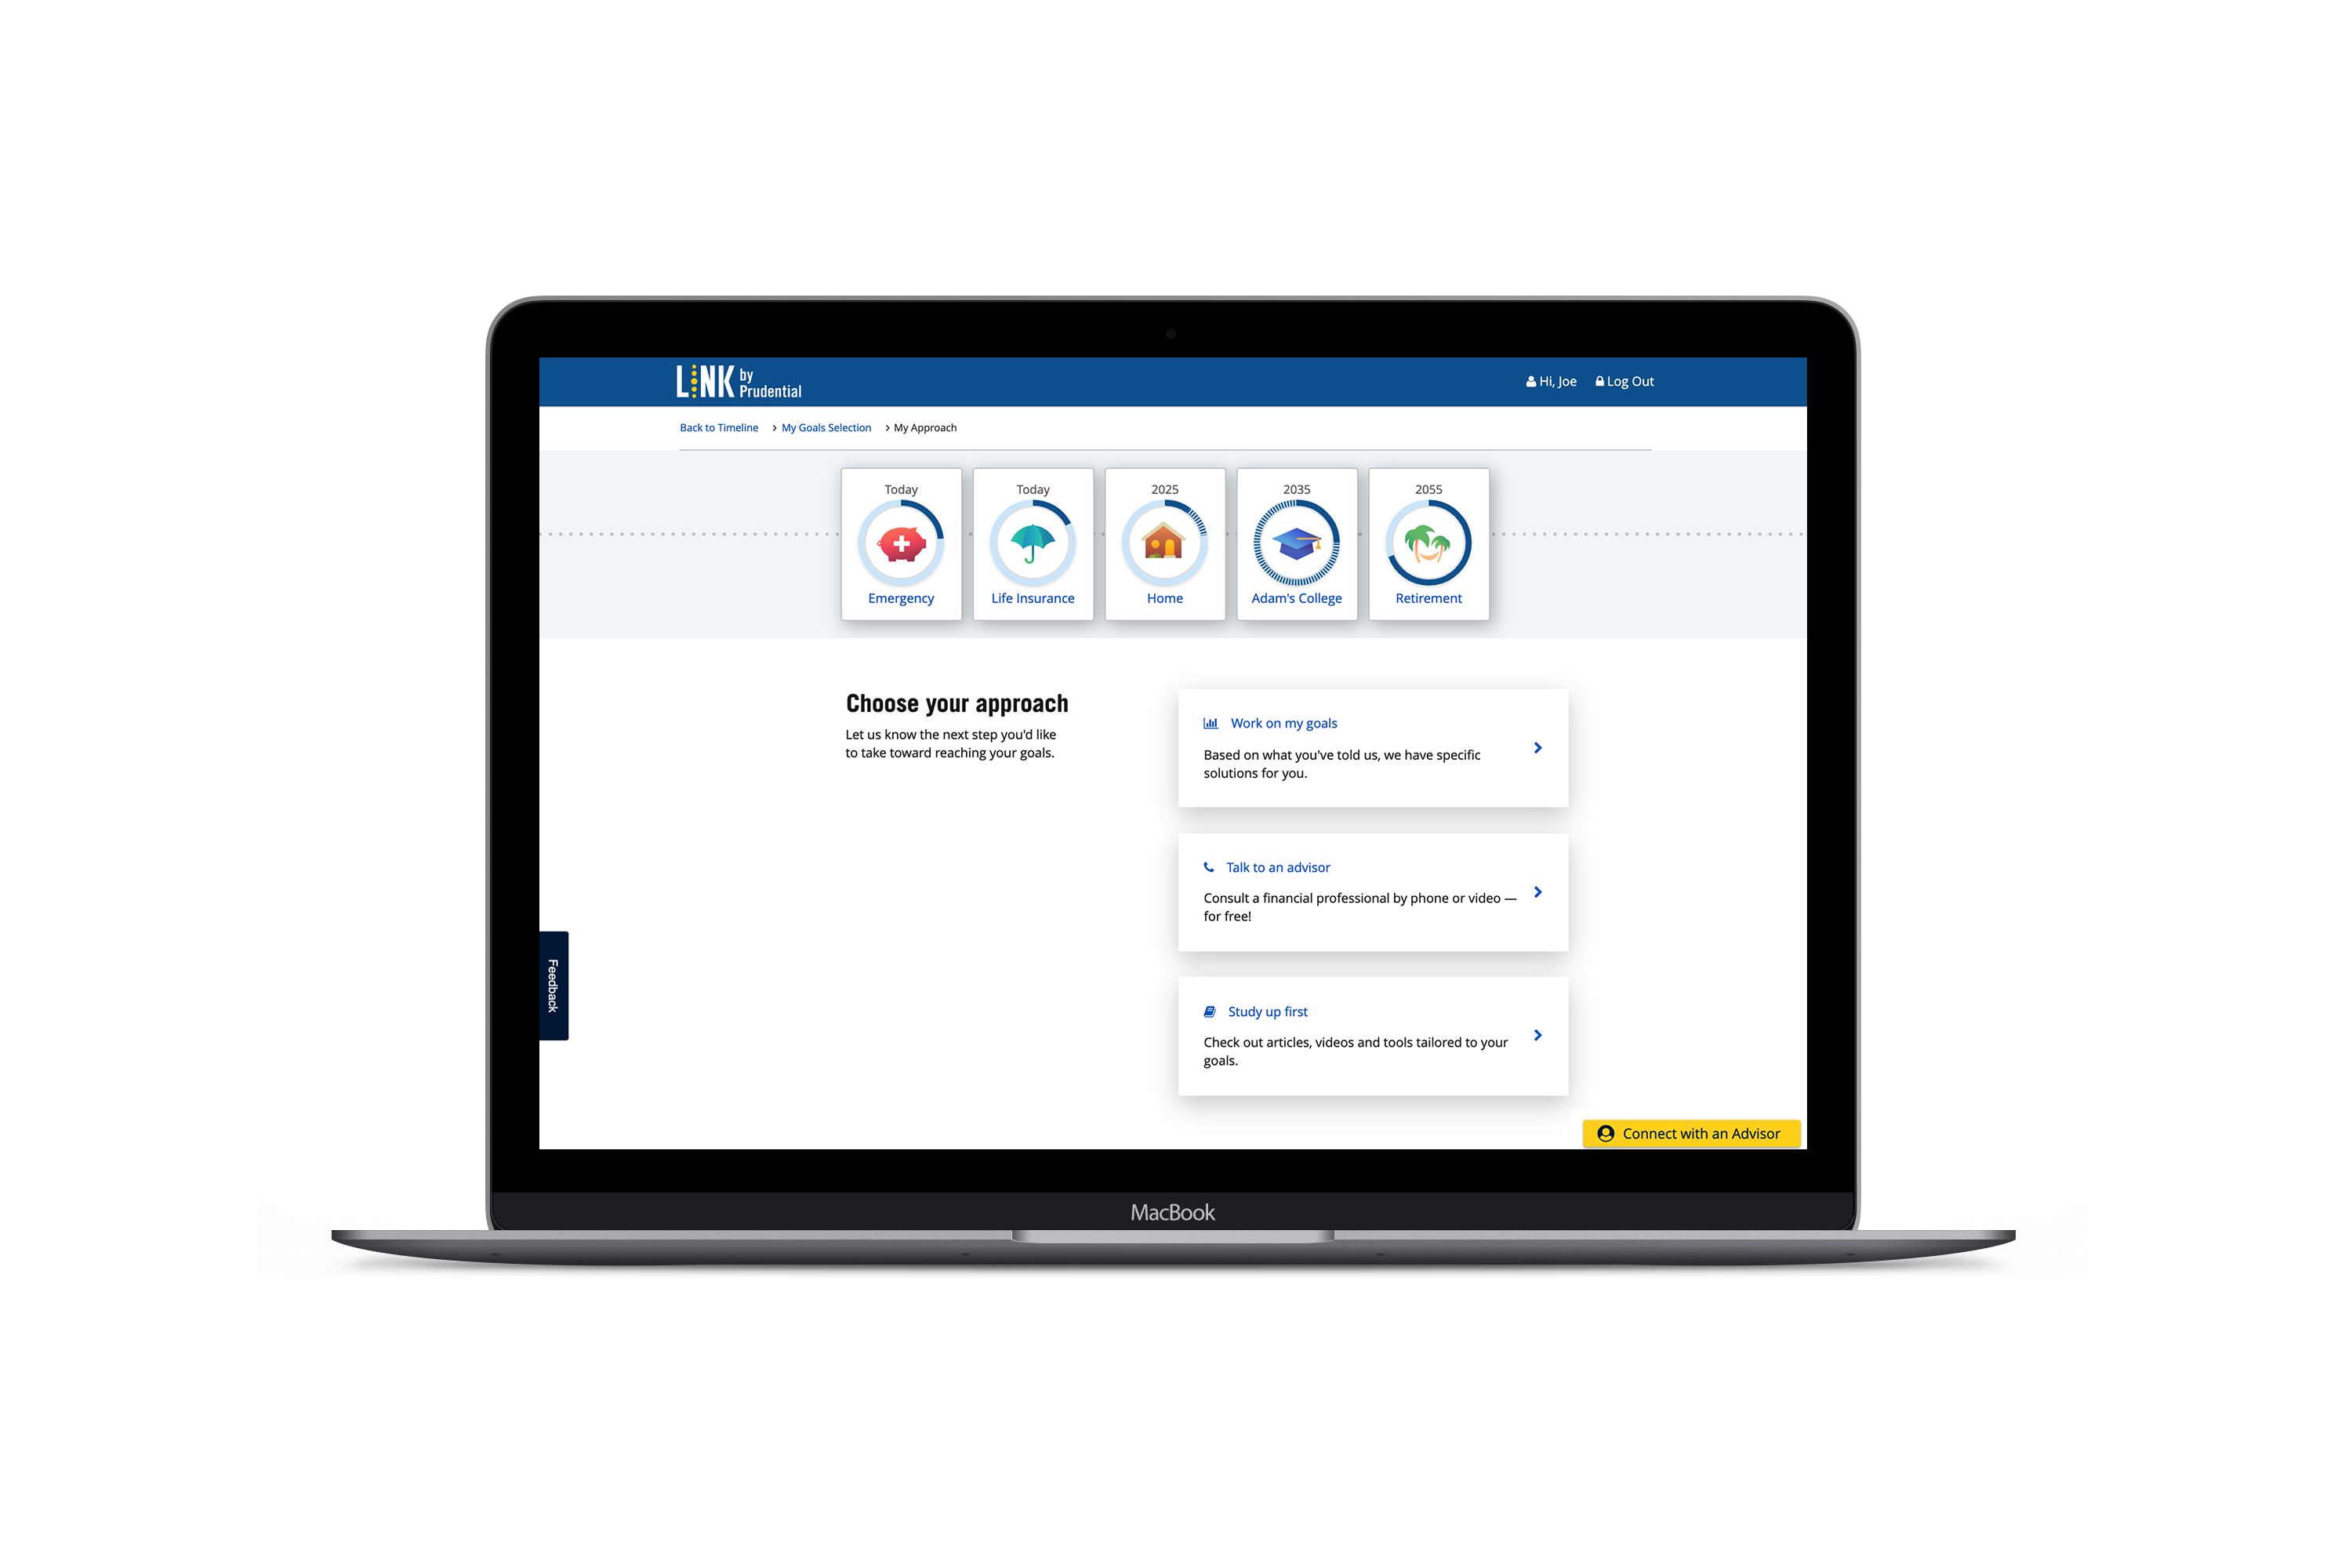 LINK by
Prudential
Hi, Joe
Log Out
Back to Timeline > My Goals Selection > My Approach
Today
Emergency
Today
Life Insurance
2025
Home
2035
Adam's College
2055
Retirement
Choose your approach
Let us know the next step you'd like
to take toward reaching your goals.
Work on my goals
Based on what you've told us, we have specific
solutions for you.
Talk to an advisor
Consult a financial professional by phone or video —
for free!
Study up first
Check out articles, videos and tools tailored to your
goals.
Feedback
Connect with an Advisor
MacBook